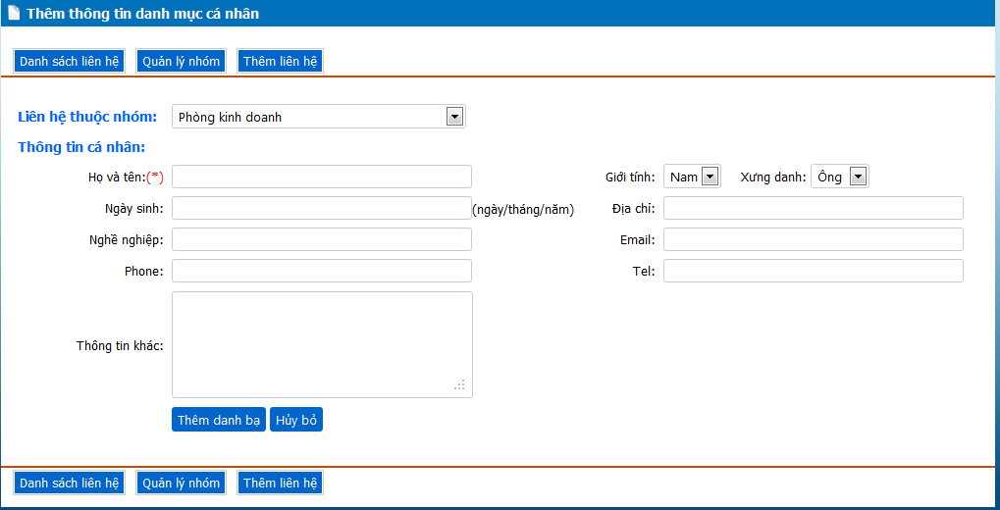 Thêm thông tin danh mục cá nhân
Danh sách liên hệ Quản lý nhóm Thêm liên hệ
Liên hệ thuộc nhóm: Phòng kinh doanh
Thông tin cá nhân:
Họ và tên:(*) Giới tính: Nam Xưng danh: Ông
Ngày sinh: (ngày/tháng/năm) Địa chỉ:
Nghề nghiệp: Email:
Phone: Tel:
Thông tin khác:
Thêm danh bạ Hủy bỏ
Danh sách liên hệ Quản lý nhóm Thêm liên hệ